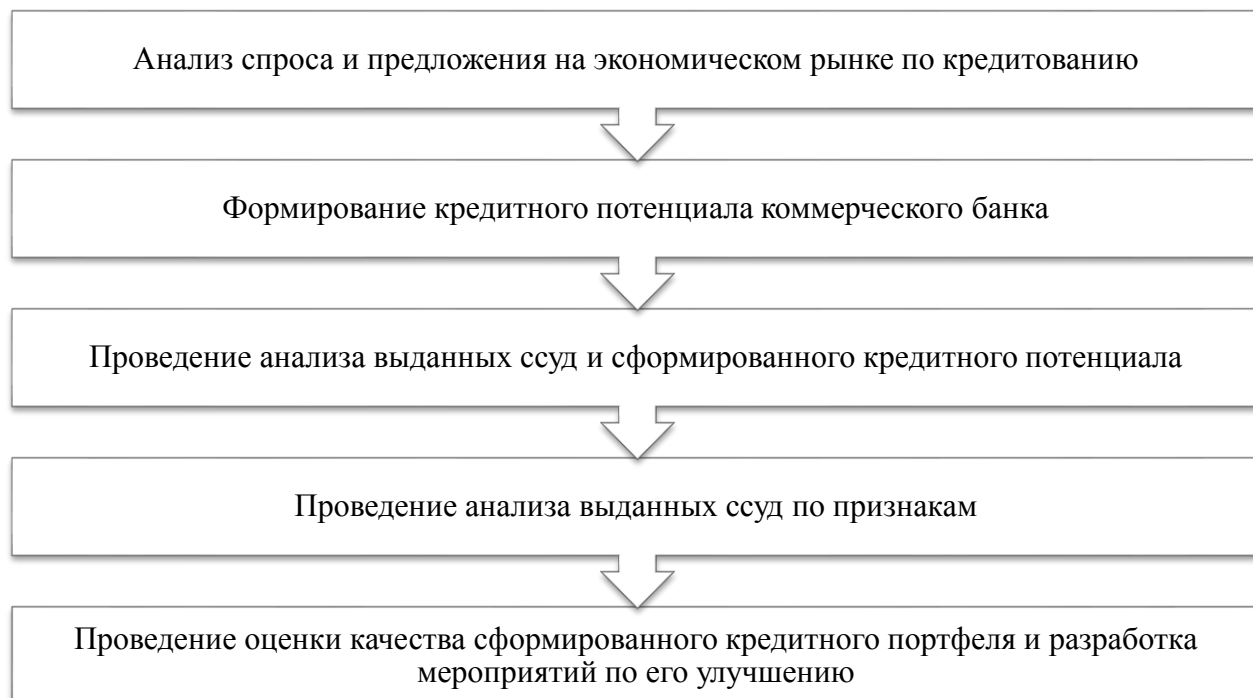 Анализ спроса и предложения на экономическом рынке по кредитованию
Формирование кредитного потенциала коммерческого банка
Проведение анализа выданных ссуд и сформированного кредитного потенциала
Проведение анализа выданных ссуд по признакам
Проведение оценки качества сформированного кредитного портфеля и разработка
мероприятий по его улучшению